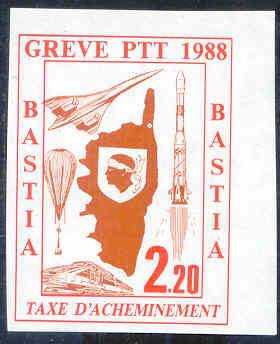 GREVE PTT 1988
BASTIA
BASTIA
2.20
TAXE D'ACHEMINEMENT